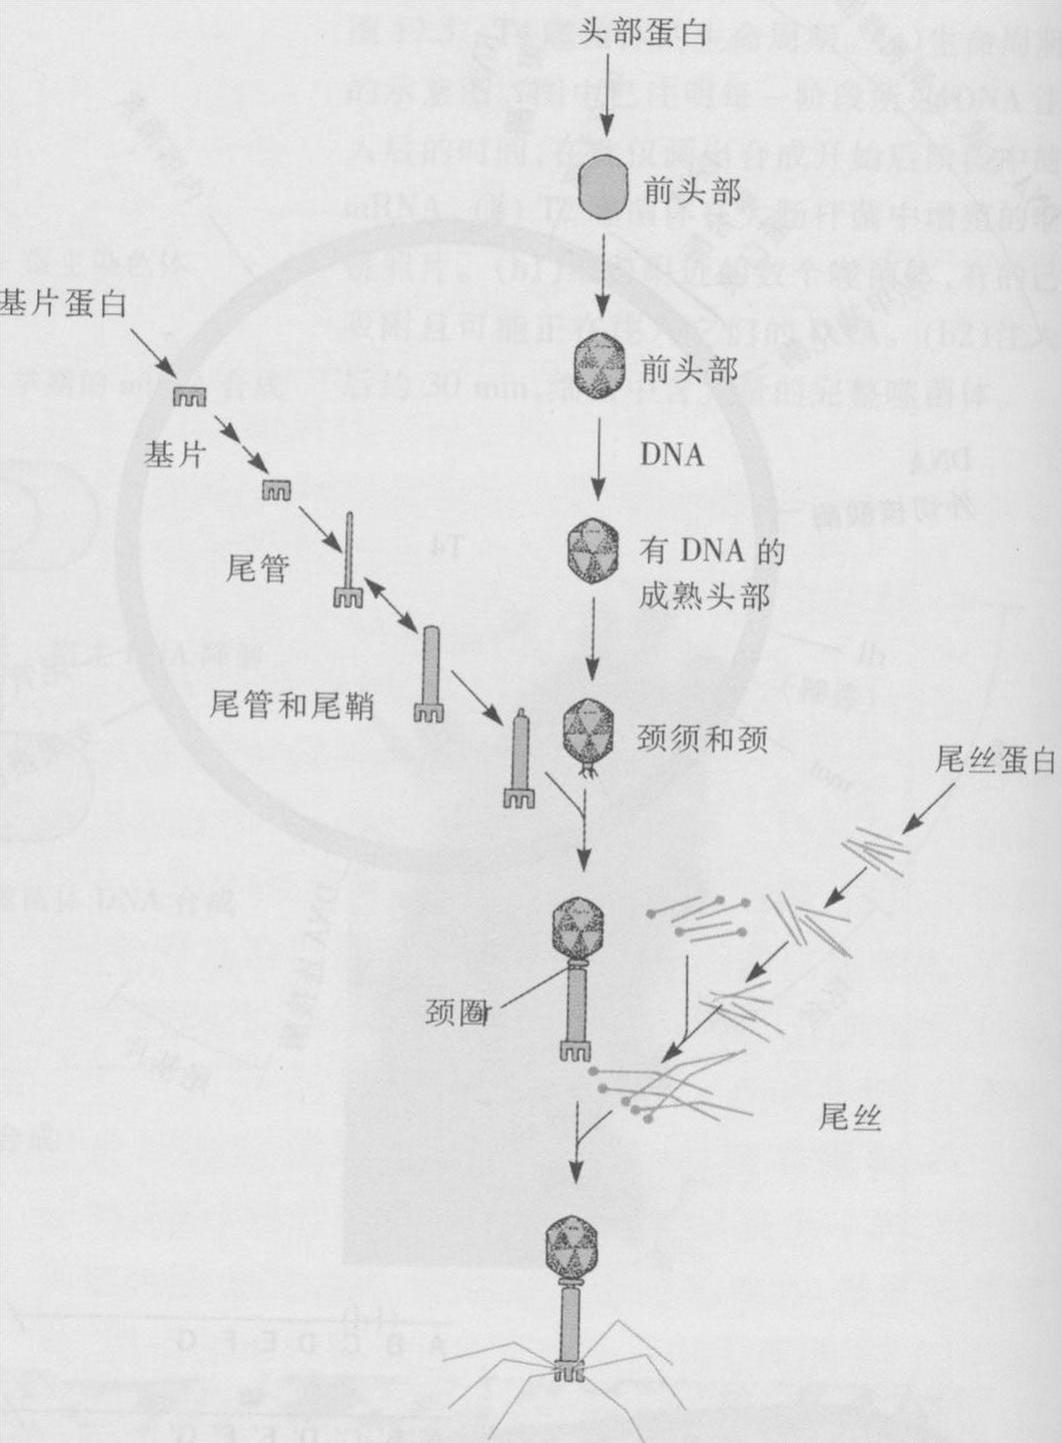 头部蛋白
前头部
基片蛋白
前头部
基片
DNA
有 DNA 的
成熟头部
尾管
尾管和尾鞘
颈须和颈
尾丝蛋白
颈圈
尾丝